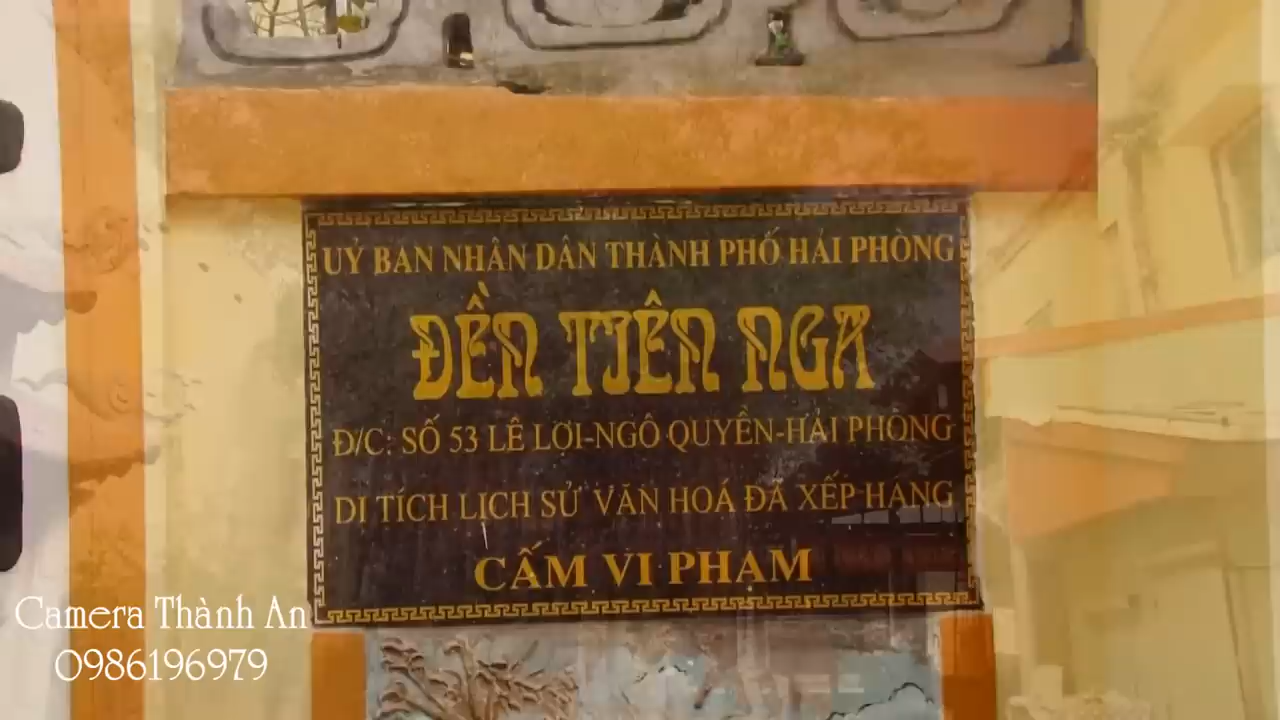 UỶ BAN NHÂN DÂN THÀNH PHỐ HẢI PHÒNG
ĐỀN TIÊN NGA
Đ/C: SỐ 53 LÊ LỢI-NGÔ QUYỀN-HẢI PHÒNG
DI TÍCH LỊCH SỬ VĂN HOÁ ĐÃ XẾP HẠNG
CẤM VI PHẠM
Camera Thành An
0986196979